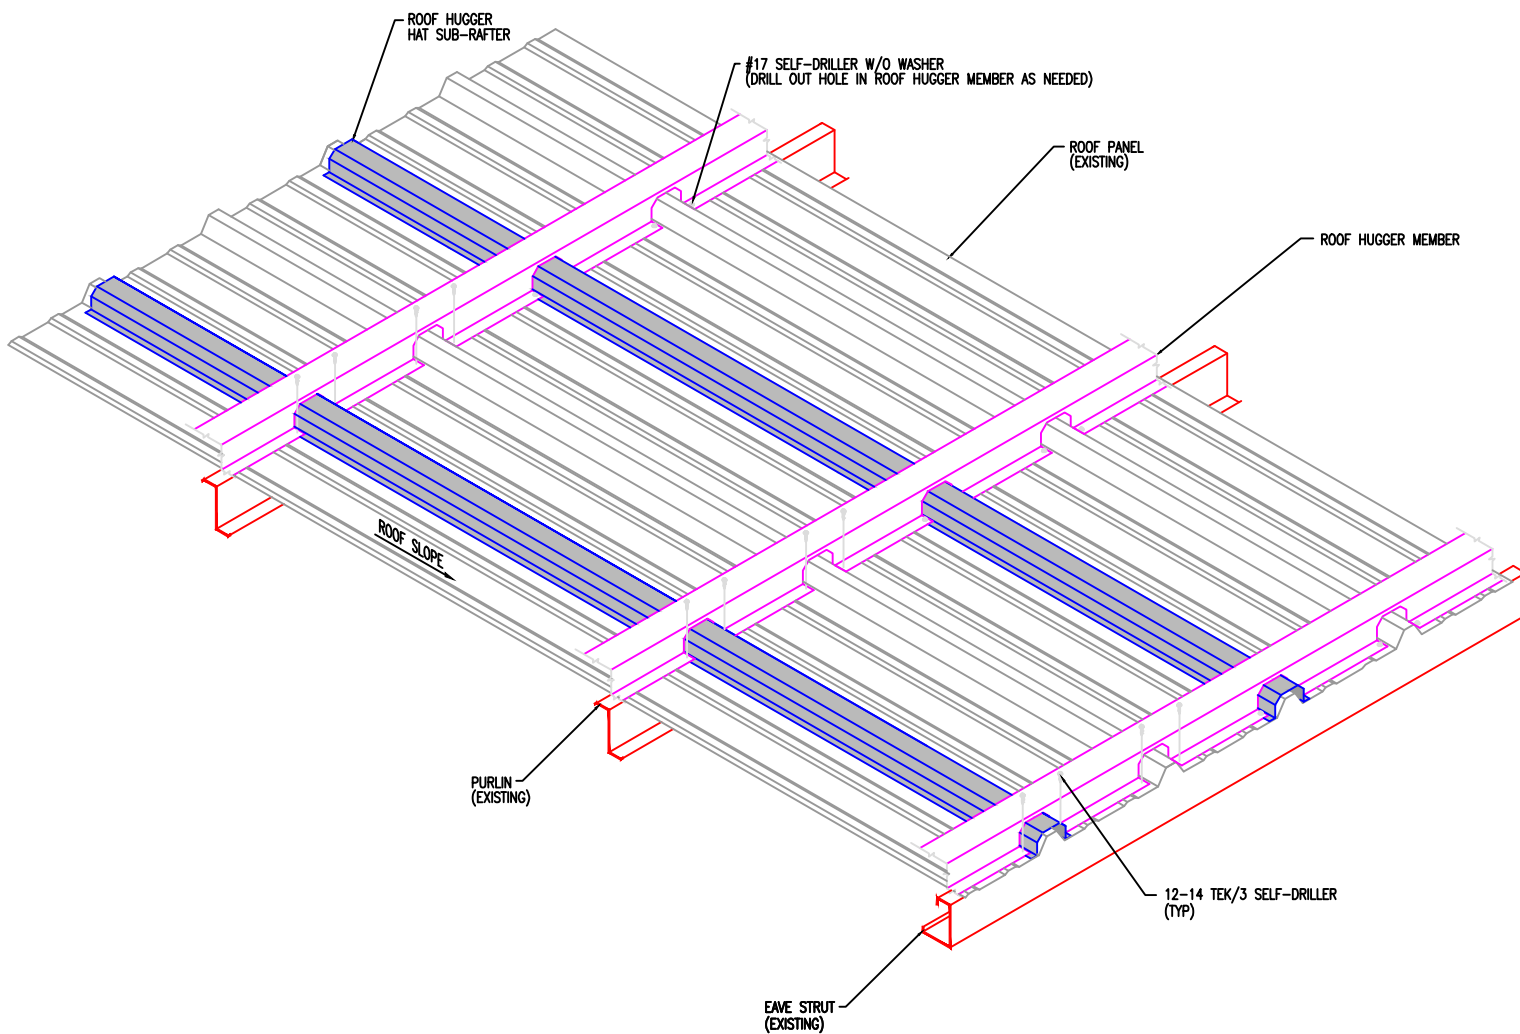 ROOF HUGGER
HAT SUB-RAFTER
#17 SELF-DRILLER W/O WASHER
(DRILL OUT HOLE IN ROOF HUGGER MEMBER AS NEEDED)
ROOF PANEL
(EXISTING)
ROOF HUGGER MEMBER
ROOF SLOPE
PURLIN
(EXISTING)
12-14 TEK/3 SELF-DRILLER
(TYP)
EAVE STRUT
(EXISTING)